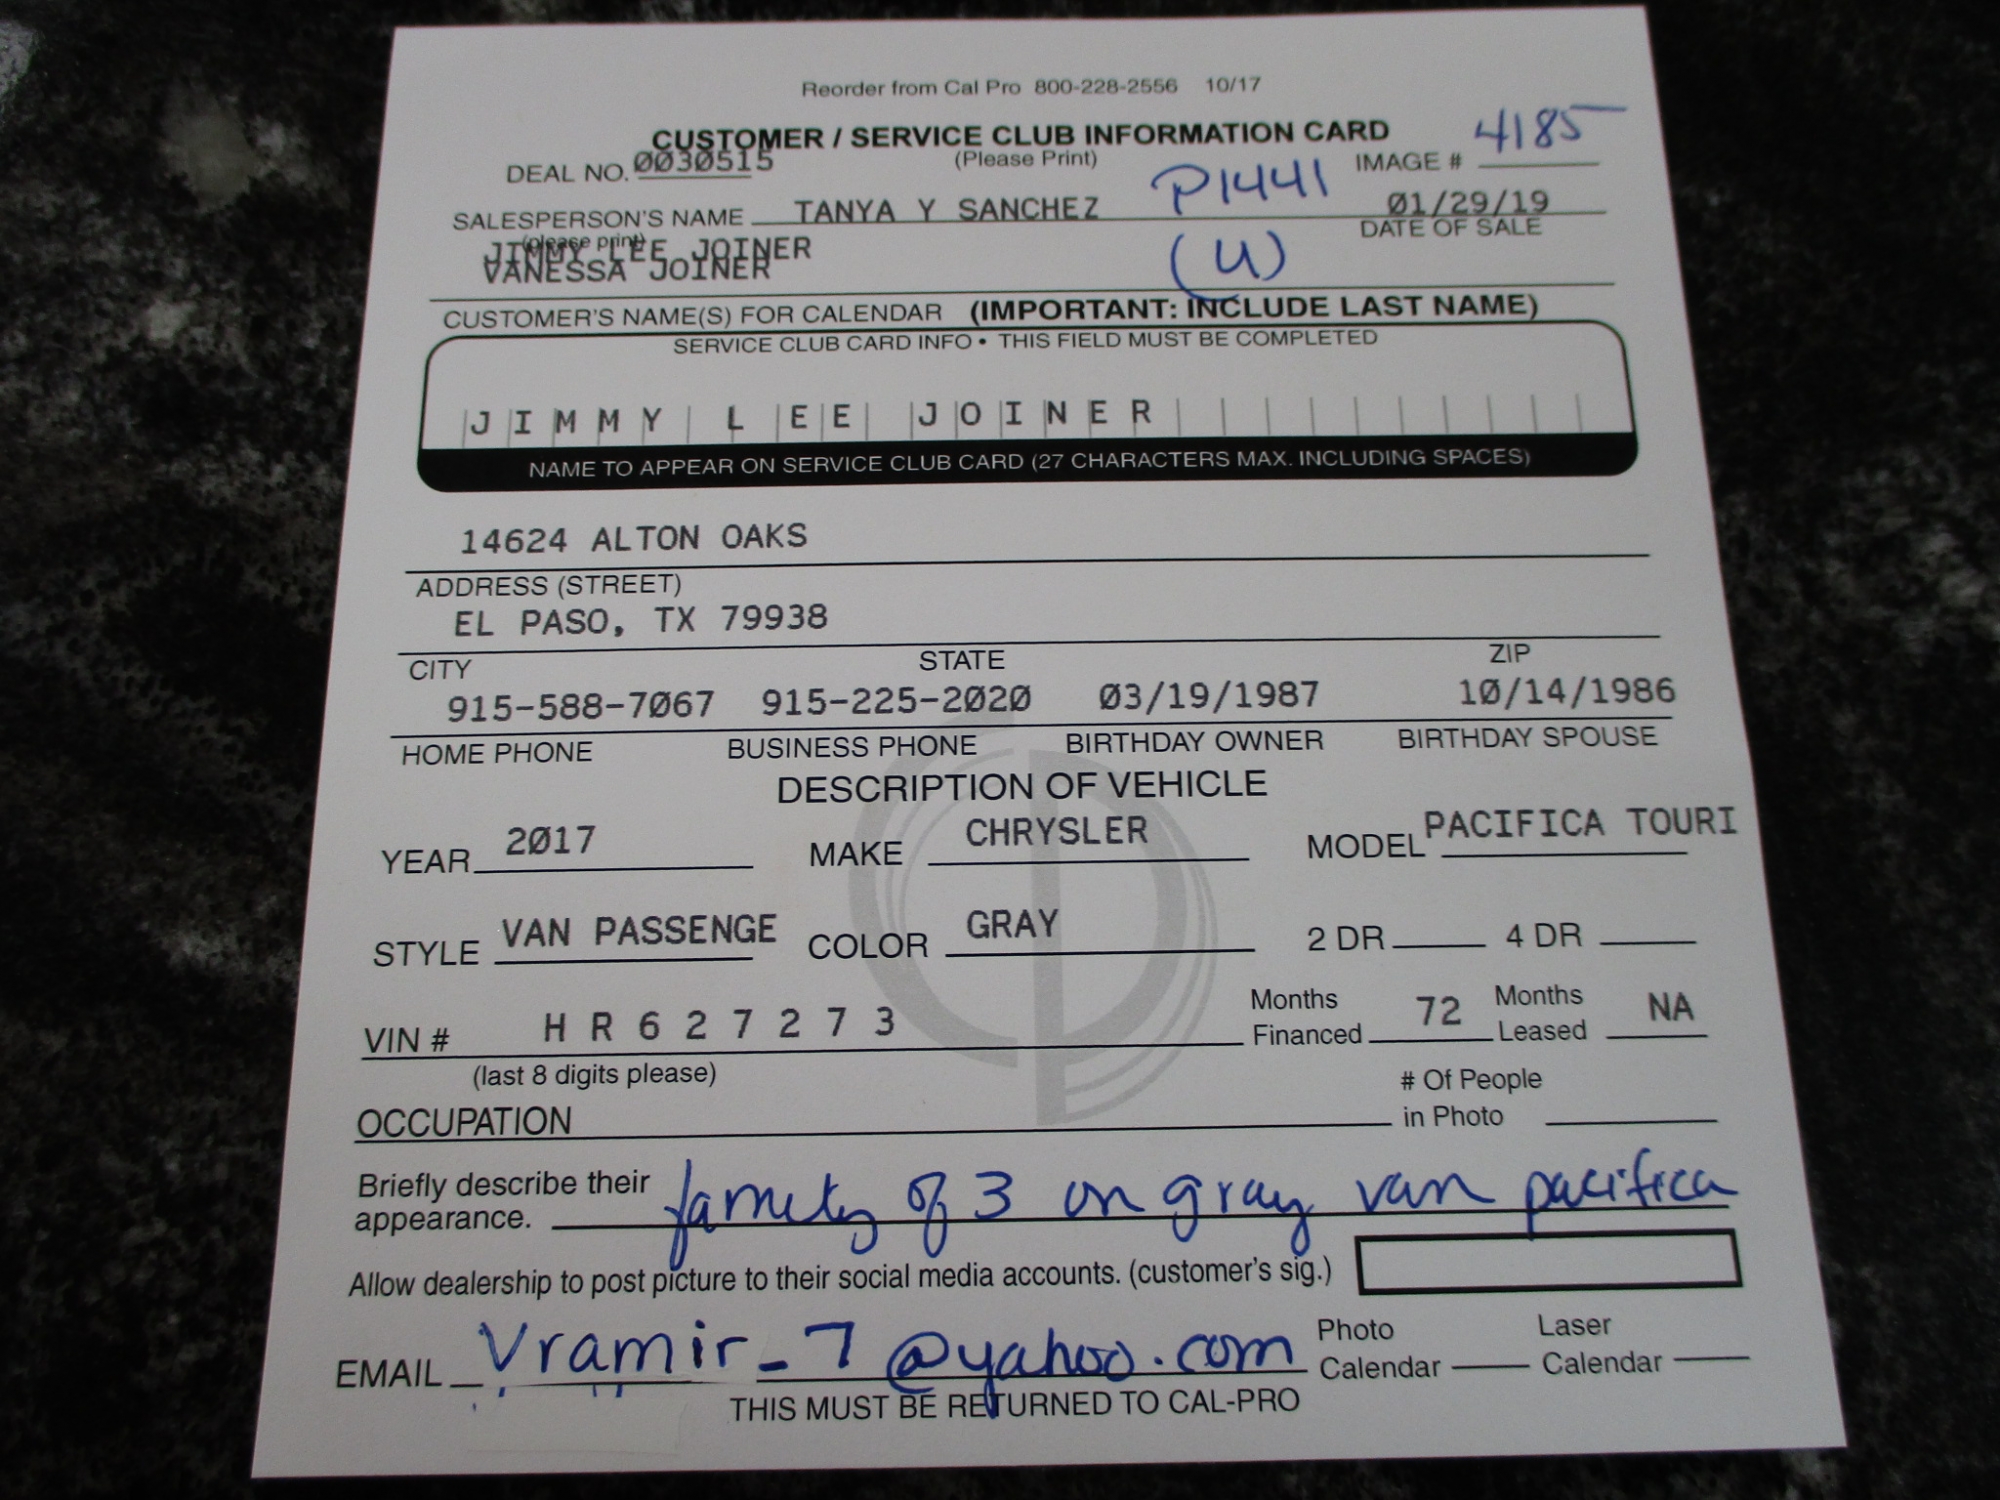 Reorder from Cal Pro 800-228-2556 10/17
CUSTOMER / SERVICE CLUB INFORMATION CARD
(Please Print)
DEAL NO. 0030515
IMAGE # 4185
P1441
SALESPERSON'S NAME TANYA Y SANCHEZ
01/29/19
(please print)
DATE OF SALE
JIMMY LEE JOINER
VANESSA JOINER
(U)
CUSTOMER'S NAME(S) FOR CALENDAR (IMPORTANT: INCLUDE LAST NAME)
SERVICE CLUB CARD INFO • THIS FIELD MUST BE COMPLETED
JIMMY LEE JOINER
NAME TO APPEAR ON SERVICE CLUB CARD (27 CHARACTERS MAX. INCLUDING SPACES)
14624 ALTON OAKS
ADDRESS (STREET)
EL PASO, TX 79938
CITY STATE ZIP
915-588-7067 915-225-2020 03/19/1987 10/14/1986
HOME PHONE BUSINESS PHONE BIRTHDAY OWNER BIRTHDAY SPOUSE
DESCRIPTION OF VEHICLE
YEAR 2017 MAKE CHRYSLER MODEL PACIFICA TOURI
STYLE VAN PASSENGE COLOR GRAY 2 DR 4 DR
VIN # HR627273 Months Financed 72 Months Leased NA
(last 8 digits please)
OCCUPATION # Of People in Photo
Briefly describe their
appearance. family of 3 on gray van pacifica
Allow dealership to post picture to their social media accounts. (customer's sig.)
EMAIL Vramir_7@yahoo.com Photo Calendar Laser Calendar
THIS MUST BE RETURNED TO CAL-PRO